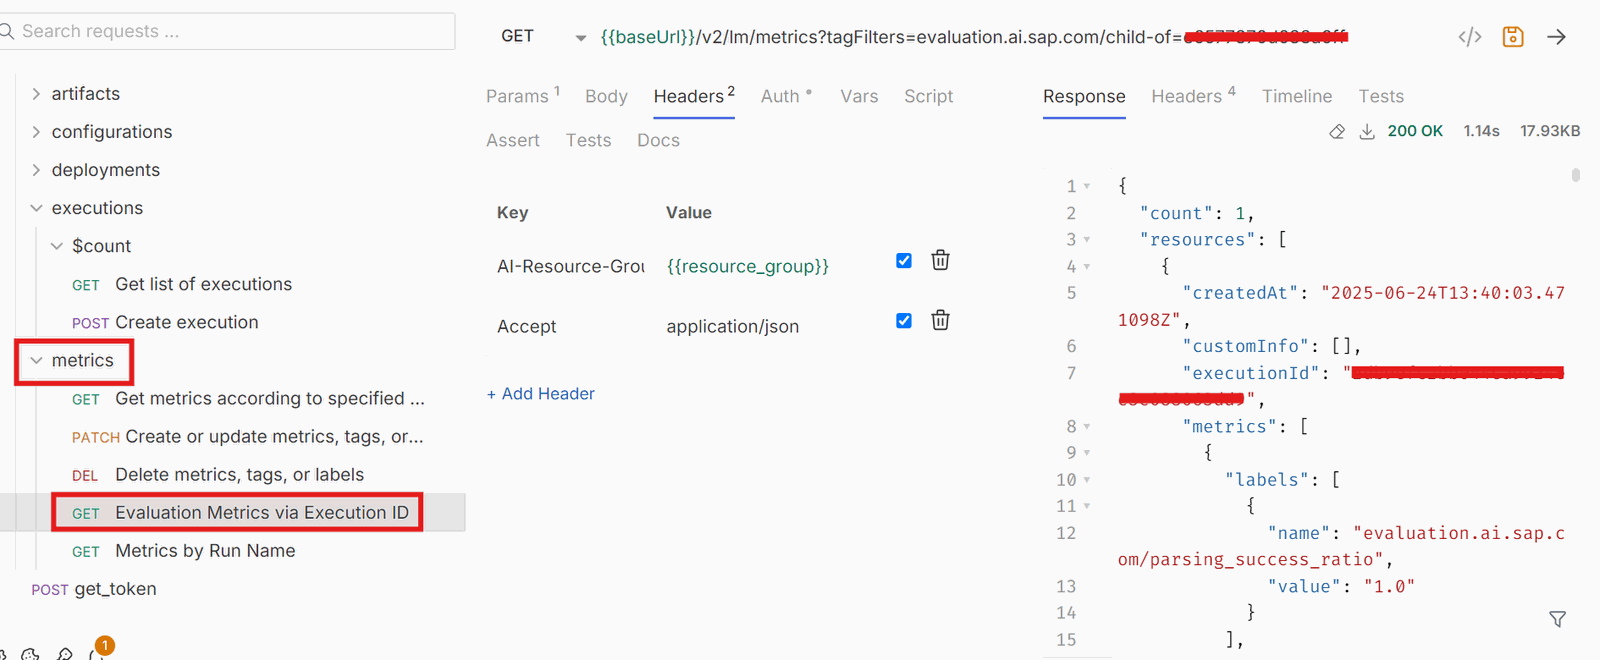 Search requests ...
artifacts
configurations
deployments
executions
$count
GET Get list of executions
POST Create execution
metrics
GET Get metrics according to specified ...
PATCH Create or update metrics, tags, or...
DEL Delete metrics, tags, or labels
GET Evaluation Metrics via Execution ID
GET Metrics by Run Name
POST get_token
1
GET {{baseUrl}}/v2/lm/metrics?tagFilters=evaluation.ai.sap.com/child-of=
Params 1 Body Headers 2 Auth Vars Script
Assert Tests Docs
Key Value
AI-Resource-Grou {{resource_group}}
Accept application/json
+ Add Header
</> 
Response Headers 4 Timeline Tests
200 OK 1.14s 17.93KB
1 {
2 "count": 1,
3 "resources": [
4 {
5 "createdAt": "2025-06-24T13:40:03.47
1098Z",
6 "customInfo": [],
7 "executionId": "
",
8 "metrics": [
9 {
10 "labels": [
11 {
12 "name": "evaluation.ai.sap.c
om/parsing_success_ratio",
13 "value": "1.0"
14 }
15 ],